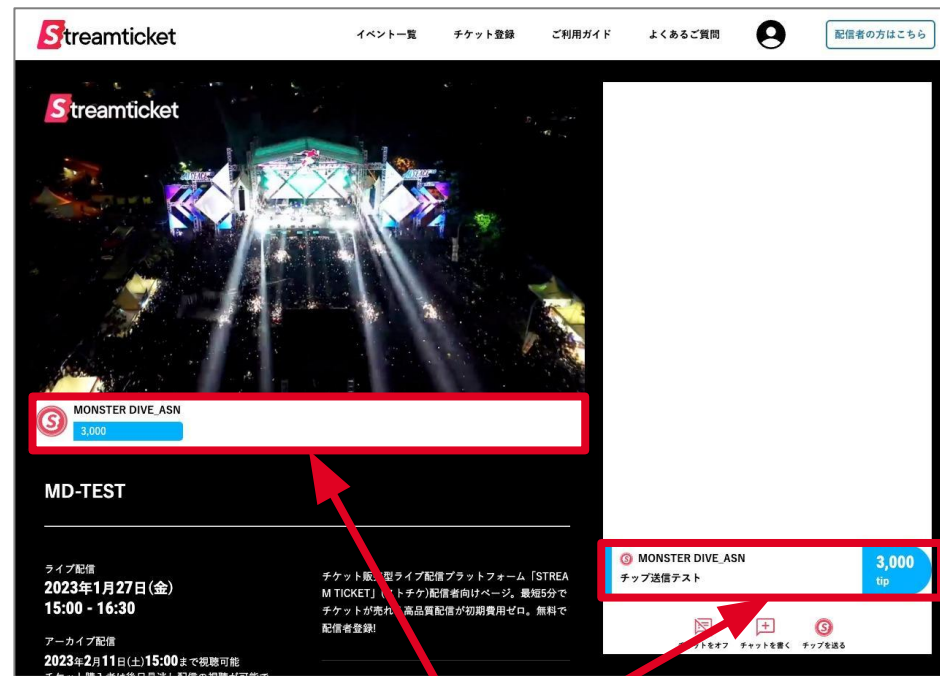 Streamticket
イベント一覧
チケット登録
ご利用ガイド
よくあるご質問
配信者の方はこちら
Streamticket
MONSTER DIVE_ASN
3,000
MD-TEST
ライブ配信
2023年1月27日(金)
15:00 - 16:30
アーカイブ配信
2023年2月11日(土)15:00まで視聴可能
チケット販 型ライブ配信プラットフォーム「STREA
M TICKET」( トチケ)配信者向けページ。最短5分で
チケットが売れ 高品質配信が初期費用ゼロ。無料で
配信者登録!
MONSTER DIVE_ASN
チップ送信テスト
3,000
tip
ットをオフ
チャットを書く
チップを送る